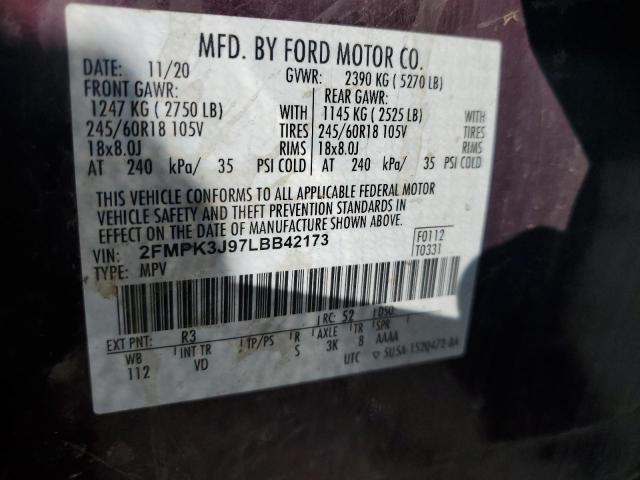 MFD. BY FORD MOTOR CO.
DATE: 11/20 GVWR: 2390 KG ( 5270 LB)
FRONT GAWR: REAR GAWR:
1247 KG ( 2750 LB) WITH 1145 KG ( 2525 LB) WITH
245/60R18 105V TIRES 245/60R18 105V TIRES
18x8.0J RIMS 18x8.0J RIMS
AT 240 kPa/ 35 PSI COLD AT 240 kPa/ 35 PSI COLD
THIS VEHICLE CONFORMS TO ALL APPLICABLE FEDERAL MOTOR
VEHICLE SAFETY AND THEFT PREVENTION STANDARDS IN
EFFECT ON THE DATE OF MANUFACTURE SHOWN ABOVE.
VIN: 2FMPK3J97LBB42173 F0112
TYPE: MPV T0331
EXT PNT: R3 RC: 52 DSO:
WB INT TR TP/PS R AXLE TR SPR
112 VD S 3K 8 AAAA
UTC